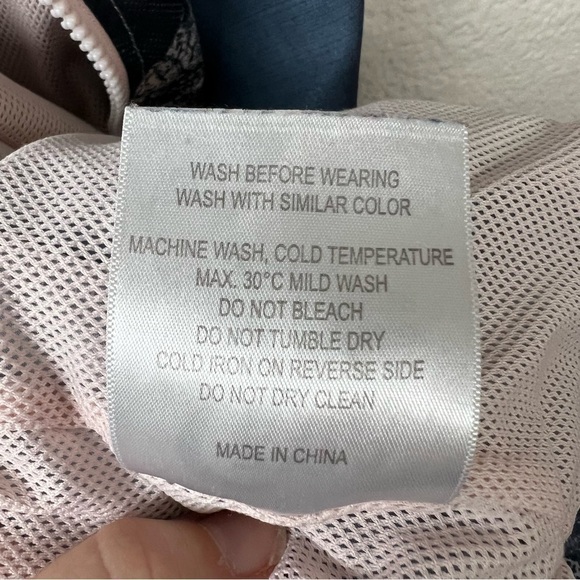 WASH BEFORE WEARING
WASH WITH SIMILAR COLOR
MACHINE WASH, COLD TEMPERATURE
MAX. 30°C MILD WASH
DO NOT BLEACH
DO NOT TUMBLE DRY
COLD IRON ON REVERSE SIDE
DO NOT DRY CLEAN
MADE IN CHINA